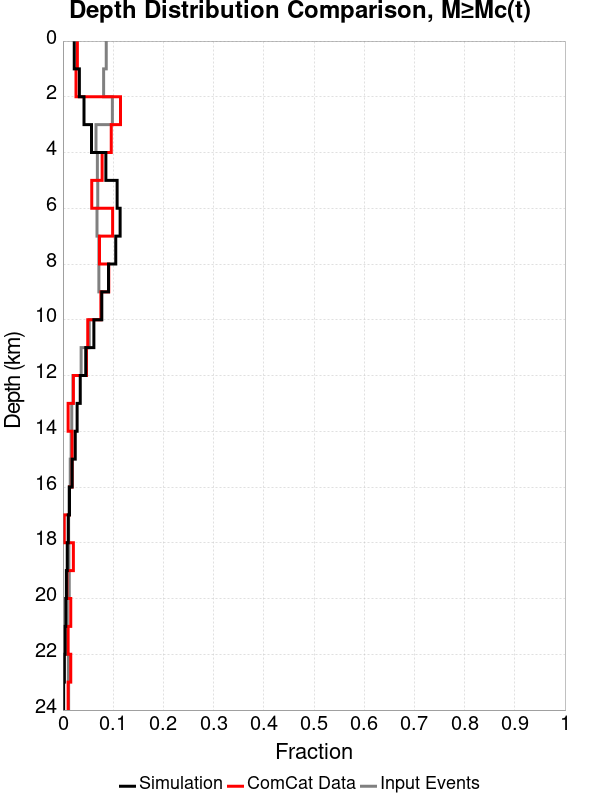 Depth Distribution Comparison, M≥Mc(t)
0
2
4
6
8
10
12
14
16
18
20
22
24
Depth (km)
0 0.1 0.2 0.3 0.4 0.5 0.6 0.7 0.8 0.9 1
Fraction
Simulation ComCat Data Input Events